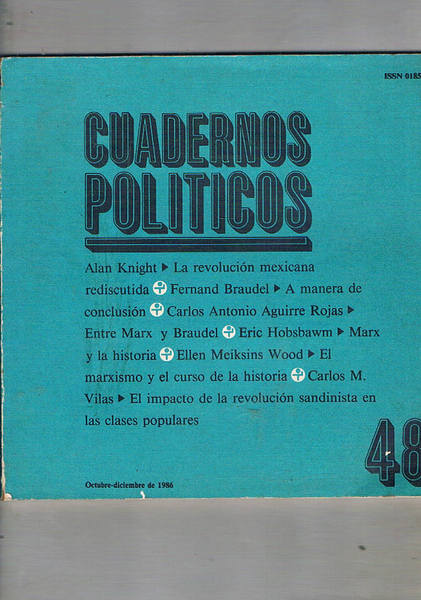 ISSN 0185
CUADERNOS
POLITICOS
Alan Knight ▸ La revolución mexicana
rediscutida Fernand Braudel ▸ A manera de
conclusión Carlos Antonio Aguirre Rojas ▸
Entre Marx y Braudel Eric Hobsbawm ▸ Marx
y la historia Ellen Meiksins Wood ▸ El
marxismo y el curso de la historia Carlos M.
Vilas ▸ El impacto de la revolución sandinista en
las clases populares
48
Octubre-diciembre de 1986